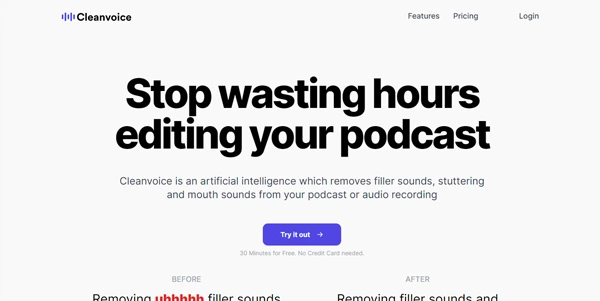 Cleanvoice
Features Pricing Login
Stop wasting hours
editing your podcast
Cleanvoice is an artificial intelligence which removes filler sounds, stuttering
and mouth sounds from your podcast or audio recording
Try it out →
30 Minutes for Free. No Credit Card needed.
BEFORE
Removing uhhhhh filler sounds
AFTER
Removing filler sounds and